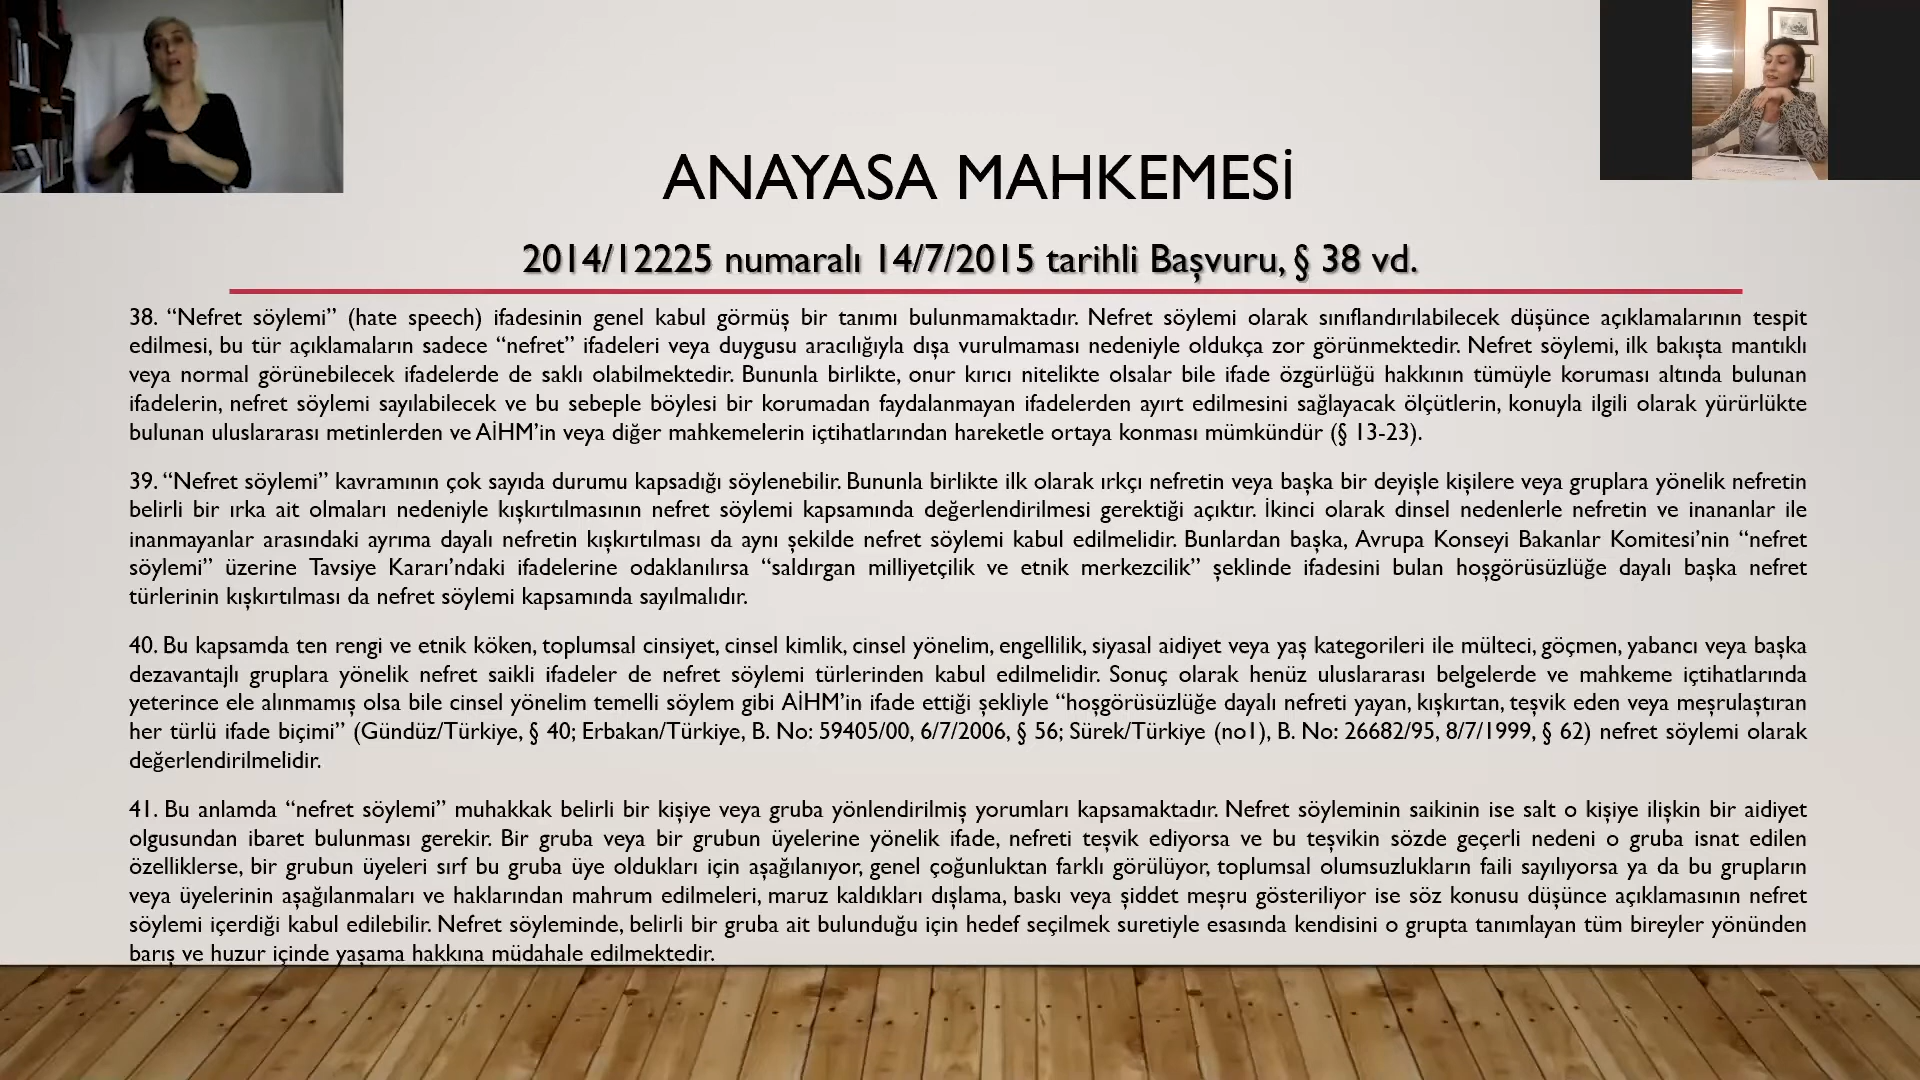 ANAYASA MAHKEMESİ
2014/12225 numaralı 14/7/2015 tarihli Başvuru, § 38 vd.
38. “Nefret söylemi” (hate speech) ifadesinin genel kabul görmüş bir tanımı bulunmamaktadır. Nefret söylemi olarak sınıflandırılabilecek düşünce açıklamalarının tespit
edilmesi, bu tür açıklamaların sadece “nefret” ifadeleri veya duygusu aracılığıyla dışa vurulmaması nedeniyle oldukça zor görünmektedir. Nefret söylemi, ilk bakışta mantıklı
veya normal görünebilecek ifadelerde de saklı olabilmektedir. Bununla birlikte, onur kırıcı nitelikte olsalar bile ifade özgürlüğü hakkının tümüyle koruması altında bulunan
ifadelerin, nefret söylemi sayılabilecek ve bu sebeple böylesi bir korumadan faydalanmayan ifadelerden ayırt edilmesini sağlayacak ölçütlerin, konuyla ilgili olarak yürürlükte
bulunan uluslararası metinlerden ve AİHM’in veya diğer mahkemelerin içtihatlarından hareketle ortaya konması mümkündür (§ 13-23).
39. “Nefret söylemi” kavramının çok sayıda durumu kapsadığı söylenebilir. Bununla birlikte ilk olarak ırkçı nefretin veya başka bir deyişle kişilere veya gruplara yönelik nefretin
belirli bir ırka ait olmaları nedeniyle kışkırtılmasının nefret söylemi kapsamında değerlendirilmesi gerektiği açıktır. İkinci olarak dinsel nedenlerle nefretin ve inananlar ile
inanmayanlar arasındaki ayrıma dayalı nefretin kışkırtılması da aynı şekilde nefret söylemi kabul edilmelidir. Bunlardan başka, Avrupa Konseyi Bakanlar Komitesi’nin “nefret
söylemi” üzerine Tavsiye Kararı’ndaki ifadelerine odaklanılırsa “saldırgan milliyetçilik ve etnik merkezcilik” şeklinde ifadesini bulan hoşgörüsüzlüğe dayalı başka nefret
türlerinin kışkırtılması da nefret söylemi kapsamında sayılmalıdır.
40. Bu kapsamda ten rengi ve etnik köken, toplumsal cinsiyet, cinsel kimlik, cinsel yönelim, engellilik, siyasal aidiyet veya yaş kategorileri ile mülteci, göçmen, yabancı veya başka
dezavantajlı gruplara yönelik nefret saikli ifadeler de nefret söylemi türlerinden kabul edilmelidir. Sonuç olarak henüz uluslararası belgelerde ve mahkeme içtihatlarında
yeterince ele alınmamış olsa bile cinsel yönelim temelli söylem gibi AİHM’in ifade ettiği şekliyle “hoşgörüsüzlüğe dayalı nefreti yayan, kışkırtan, teşvik eden veya meşrulaştıran
her türlü ifade biçimi” (Gündüz/Türkiye, § 40; Erbakan/Türkiye, B. No: 59405/00, 6/7/2006, § 56; Sürek/Türkiye (no1), B. No: 26682/95, 8/7/1999, § 62) nefret söylemi olarak
değerlendirilmelidir.
41. Bu anlamda “nefret söylemi” muhakkak belirli bir kişiye veya gruba yönlendirilmiş yorumları kapsamaktadır. Nefret söyleminin saikinin ise salt o kişiye ilişkin bir aidiyet
olgusundan ibaret bulunması gerekir. Bir gruba veya bir grubun üyelerine yönelik ifade, nefreti teşvik ediyorsa ve bu teşvikin sözde geçerli nedeni o gruba isnat edilen
özelliklerse, bir grubun üyeleri sırf bu gruba üye oldukları için aşağılanıyor, genel çoğunluktan farklı görülüyor, toplumsal olumsuzlukların faili sayılıyorsa ya da bu grupların
veya üyelerinin aşağılanmaları ve haklarından mahrum edilmeleri, maruz kaldıkları dışlama, baskı veya şiddet meşru gösteriliyor ise söz konusu düşünce açıklamasının nefret
söylemi içerdiği kabul edilebilir. Nefret söyleminde, belirli bir gruba ait bulunduğu için hedef seçilmek suretiyle esasında kendisini o grupta tanımlayan tüm bireyler yönünden
barış ve huzur içinde yaşama hakkına müdahale edilmektedir.